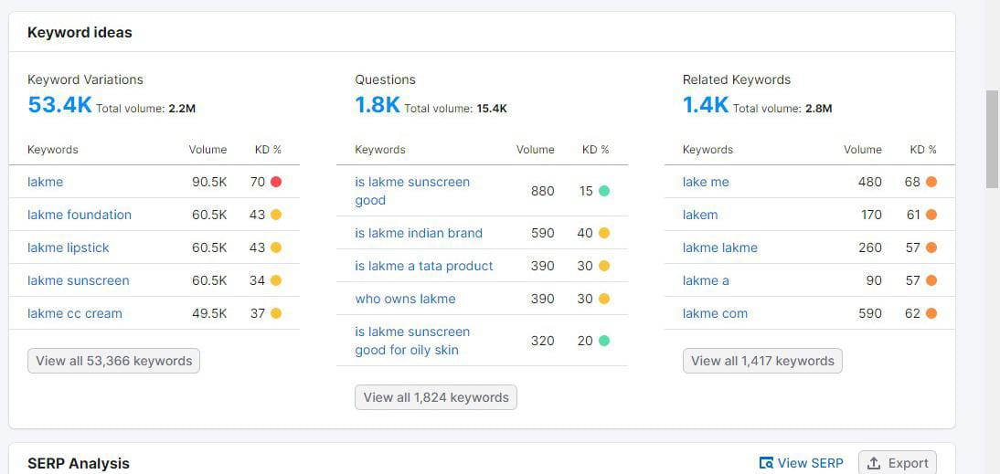 Keyword ideas
Keyword Variations
53.4K Total volume: 2.2M
Keywords Volume KD %
lakme 90.5K 70
lakme foundation 60.5K 43
lakme lipstick 60.5K 43
lakme sunscreen 60.5K 34
lakme cc cream 49.5K 37
View all 53,366 keywords
Questions
1.8K Total volume: 15.4K
Keywords Volume KD %
is lakme sunscreen
good 880 15
is lakme indian brand 590 40
is lakme a tata product 390 30
who owns lakme 390 30
is lakme sunscreen
good for oily skin 320 20
View all 1,824 keywords
Related Keywords
1.4K Total volume: 2.8M
Keywords Volume KD %
lake me 480 68
lakem 170 61
lakme lakme 260 57
lakme a 90 57
lakme com 590 62
View all 1,417 keywords
SERP Analysis View SERP Export